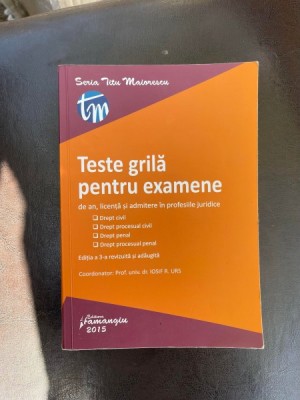 Seria Titu Maiorescu
tm
Teste grilă
pentru examene
de an, licență și admitere în profesiile juridice
❑ Drept civil
❑ Drept procesual civil
❑ Drept penal
❑ Drept procesual penal
Ediția a 3-a revizuită și adăugită
Coordonator: Prof. univ. dr. IOSIF R. URS
Editura
Hamangiu
2015